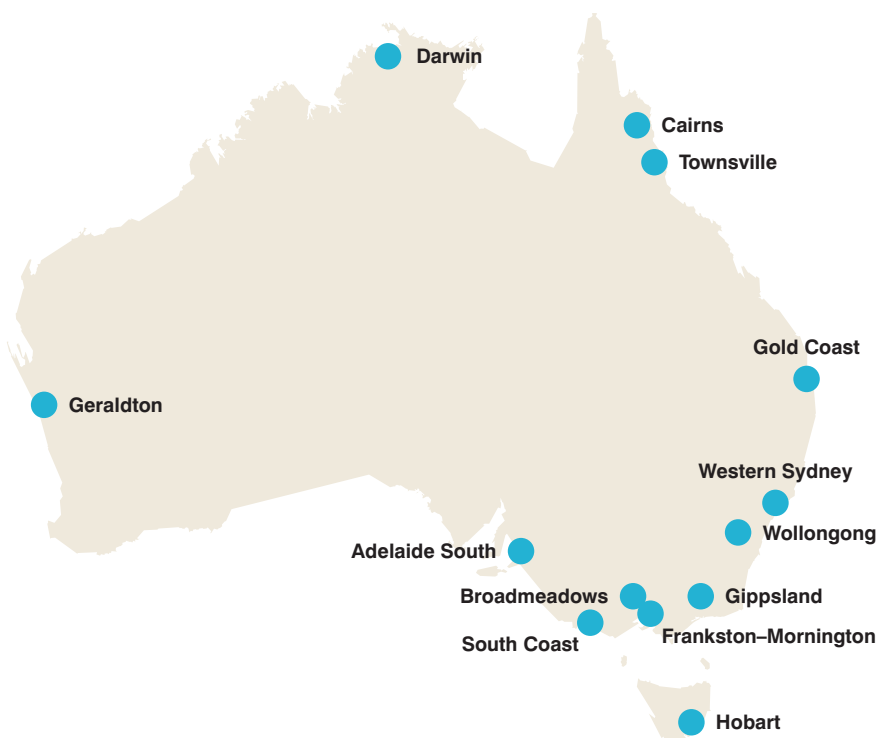 Darwin
Cairns
Townsville
Gold Coast
Geraldton
Western Sydney
Wollongong
Adelaide South
Broadmeadows
Gippsland
Frankston–Mornington
South Coast
Hobart